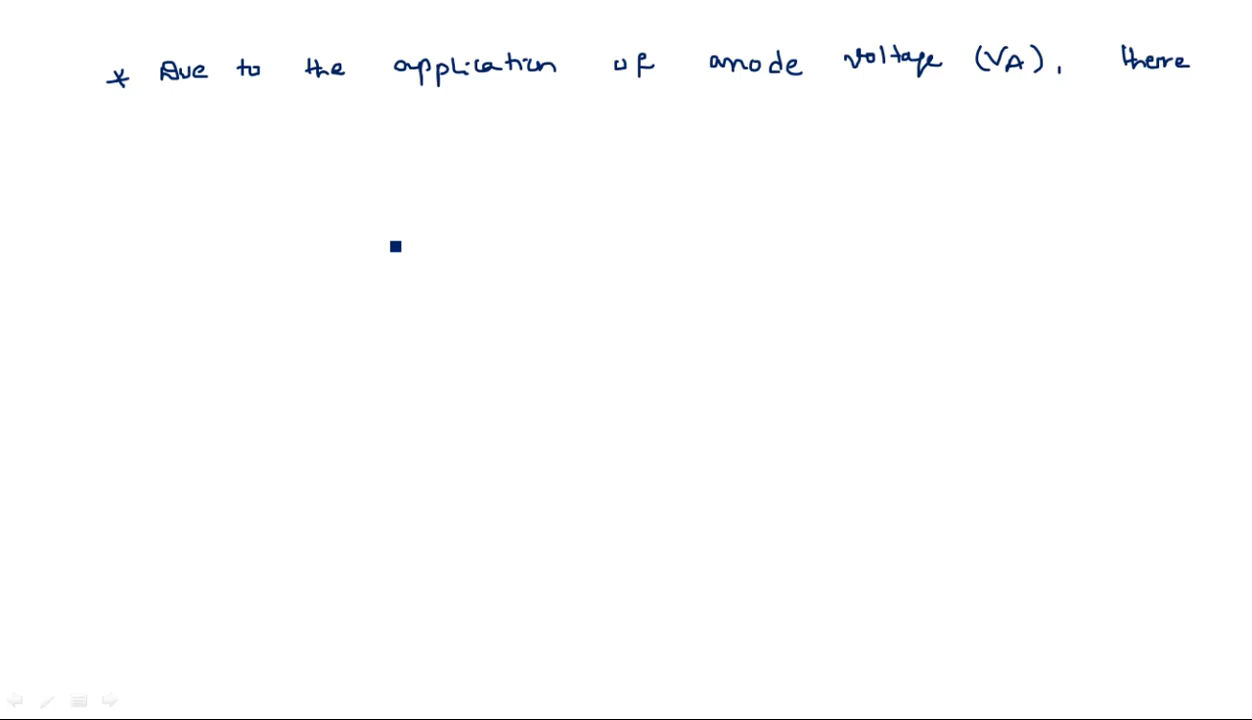 * Due to the application of anode voltage (VA), there